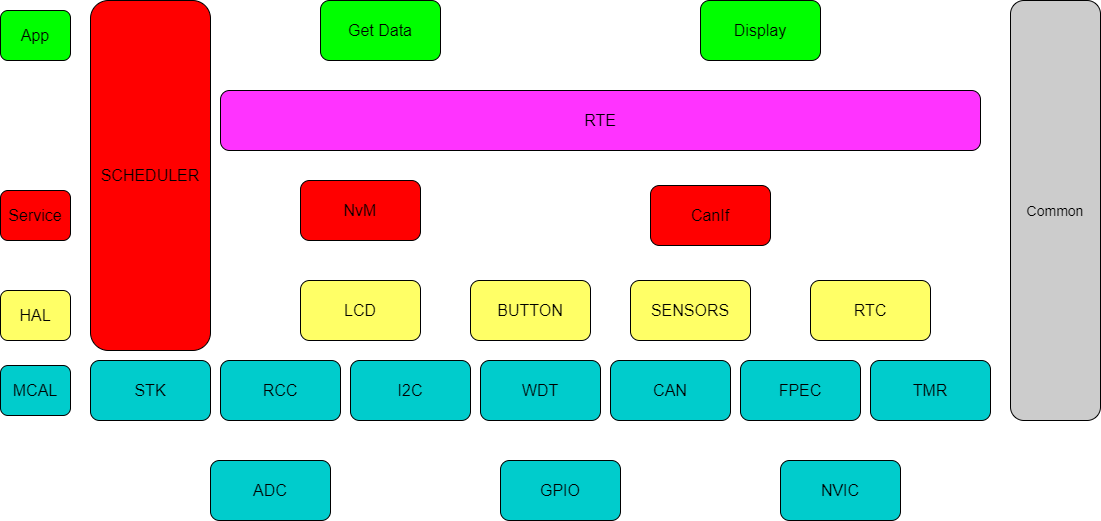 App
Get Data
Display
RTE
SCHEDULER
Service
NvM
CanIf
Common
HAL
LCD
BUTTON
SENSORS
RTC
MCAL
STK
RCC
I2C
WDT
CAN
FPEC
TMR
ADC
GPIO
NVIC